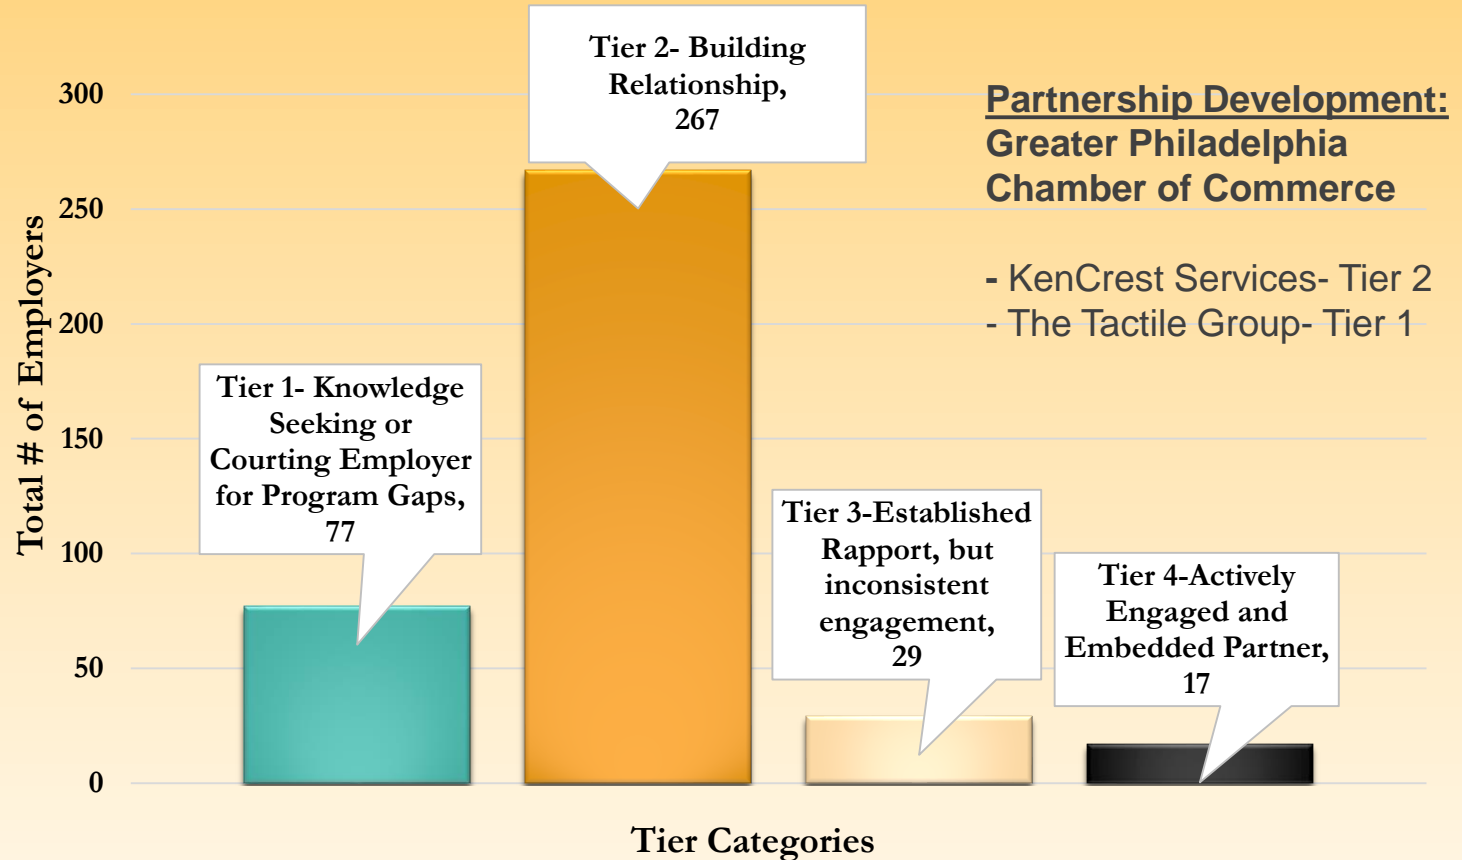 Tier 2- Building
Relationship,
267
Partnership Development:
Greater Philadelphia
Chamber of Commerce
- KenCrest Services- Tier 2
- The Tactile Group- Tier 1
Total # of Employers
300
250
200
150
100
50
0
Tier 1- Knowledge
Seeking or
Courting Employer
for Program Gaps,
77
Tier 3-Established
Rapport, but
inconsistent
engagement,
29
Tier 4-Actively
Engaged and
Embedded Partner,
17
Tier Categories